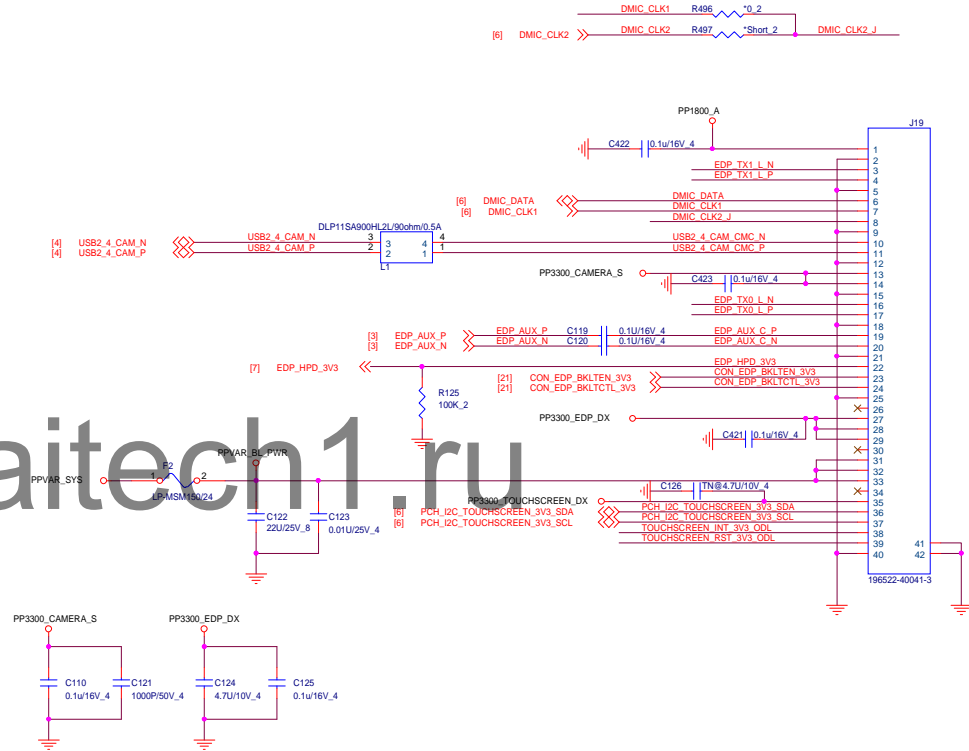 DMIC_CLK1 R496 *0_2
[6] DMIC_CLK2 DMIC_CLK2 R497 *Short_2 DMIC_CLK2_J
PP1800_A
J19
C422 0.1u/16V_4
1
2
EDP_TX1_L_N 3
EDP_TX1_L_P 4
5
[6] DMIC_DATA DMIC_DATA 6
[6] DMIC_CLK1 DMIC_CLK1 7
DMIC_CLK2_J 8
DLP11SA900HL2L/90ohm/0.5A
9
[4] USB2_4_CAM_N USB2_4_CAM_N 3 3 4 4 USB2_4_CAM_CMC_N 10
[4] USB2_4_CAM_P USB2_4_CAM_P 2 2 1 1 USB2_4_CAM_CMC_P 11
L1
12
PP3300_CAMERA_S 13
C423 0.1u/16V_4 14
15
EDP_TX0_L_N 16
EDP_TX0_L_P 17
18
[3] EDP_AUX_P EDP_AUX_P C119 0.1U/16V_4 EDP_AUX_C_P 19
[3] EDP_AUX_N EDP_AUX_N C120 0.1U/16V_4 EDP_AUX_C_N 20
21
[7] EDP_HPD_3V3 EDP_HPD_3V3 22
[21] CON_EDP_BKLTEN_3V3 CON_EDP_BKLTEN_3V3 23
[21] CON_EDP_BKLTCTL_3V3 CON_EDP_BKLTCTL_3V3 24
R125
100K_2
25
26
PP3300_EDP_DX 27
28
C421 0.1u/16V_4 29
30
31
32
aitech1.ru
PPVAR_BL_PWR
F2
PPVAR_SYS 1 2 33
LP-MSM150/24
C126 TN@4.7U/10V_4 34
PP3300_TOUCHSCREEN_DX 35
[6] PCH_I2C_TOUCHSCREEN_3V3_SDA PCH_I2C_TOUCHSCREEN_3V3_SDA 36
[6] PCH_I2C_TOUCHSCREEN_3V3_SCL PCH_I2C_TOUCHSCREEN_3V3_SCL 37
C122
22U/25V_8
C123
0.01U/25V_4
TOUCHSCREEN_INT_3V3_ODL 38
TOUCHSCREEN_RST_3V3_ODL 39 41
40 42
196522-40041-3
PP3300_CAMERA_S PP3300_EDP_DX
C110 C121 C124 C125
0.1u/16V_4 1000P/50V_4 4.7U/10V_4 0.1u/16V_4